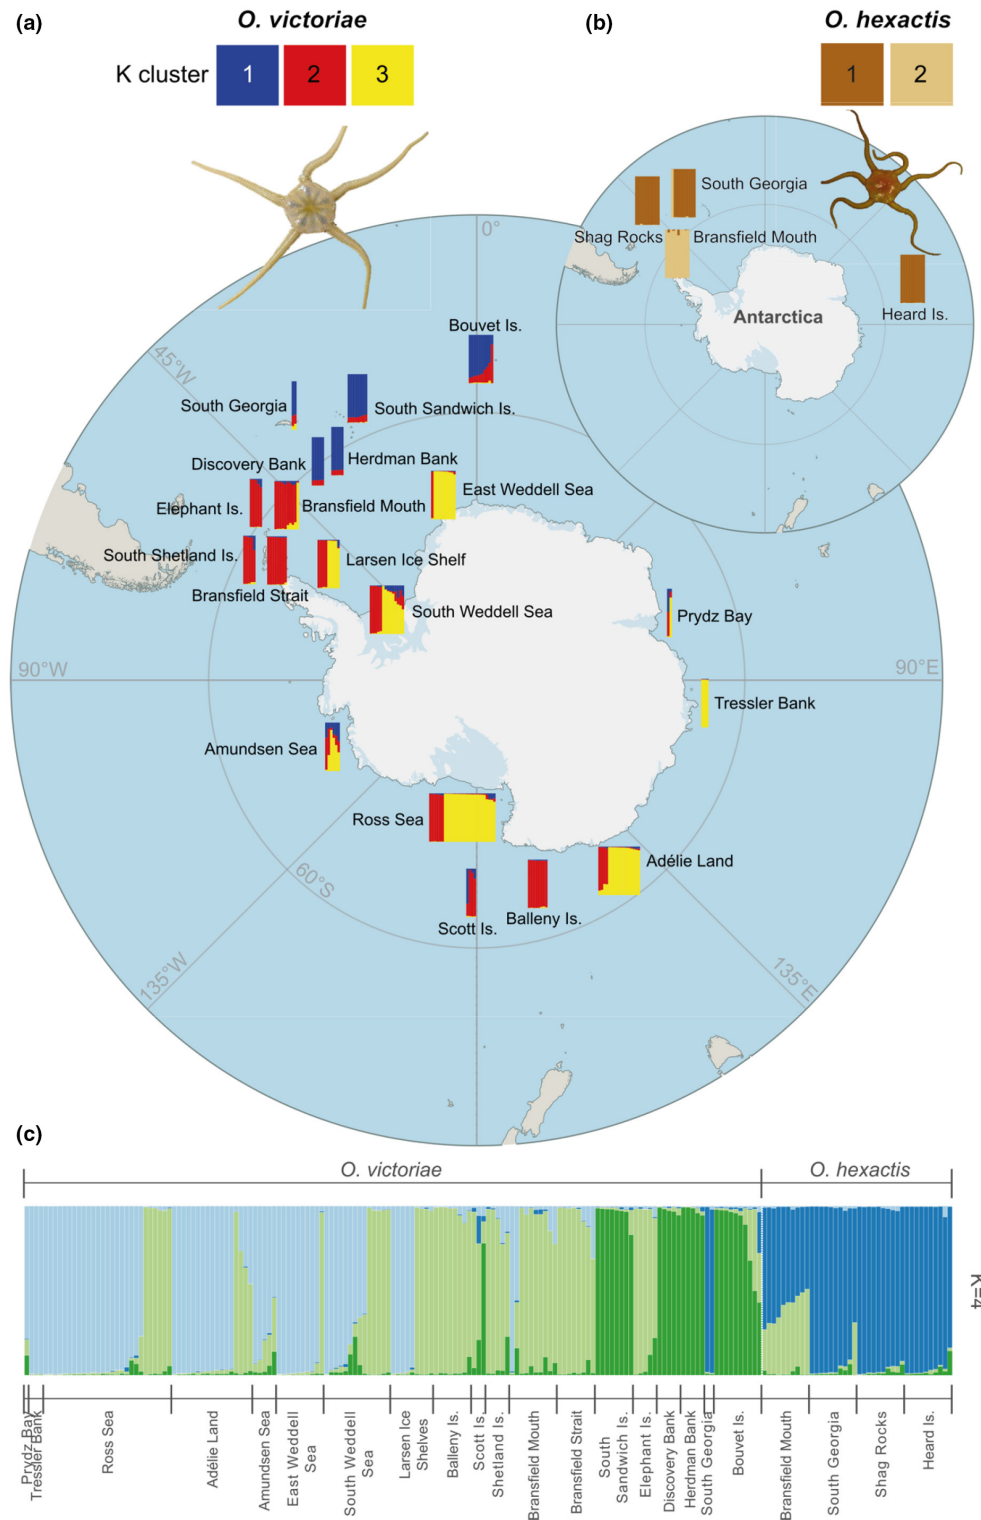 (a)
O. victoriae
K cluster 1 2 3
(b)
O. hexactis
1 2
South Georgia
Shag Rocks
Bransfield Mouth
Heard Is.
Antarctica
0°
45°W
90°W
90°E
135°W
135°E
60°S
Bouvet Is.
South Georgia
South Sandwich Is.
Discovery Bank
Herdman Bank
Elephant Is.
Bransfield Mouth
East Weddell Sea
South Shetland Is.
Larsen Ice Shelf
Bransfield Strait
South Weddell Sea
Prydz Bay
Tressler Bank
Amundsen Sea
Ross Sea
Adélie Land
Scott Is.
Balleny Is.
(c)
O. victoriae
O. hexactis
K=4
Prydz Bay
Tressler Bank
Ross Sea
Adélie Land
Amundsen Sea
East Weddell
Sea
South Weddell
Sea
Larsen Ice
Shelves
Balleny Is.
Scott Is.
Shetland Is.
Bransfield Mouth
Bransfield Strait
South
Sandwich Is.
Elephant Is.
Discovery Bank
Herdman Bank
South Georgia
Bouvet Is.
Bransfield Mouth
South Georgia
Shag Rocks
Heard Is.